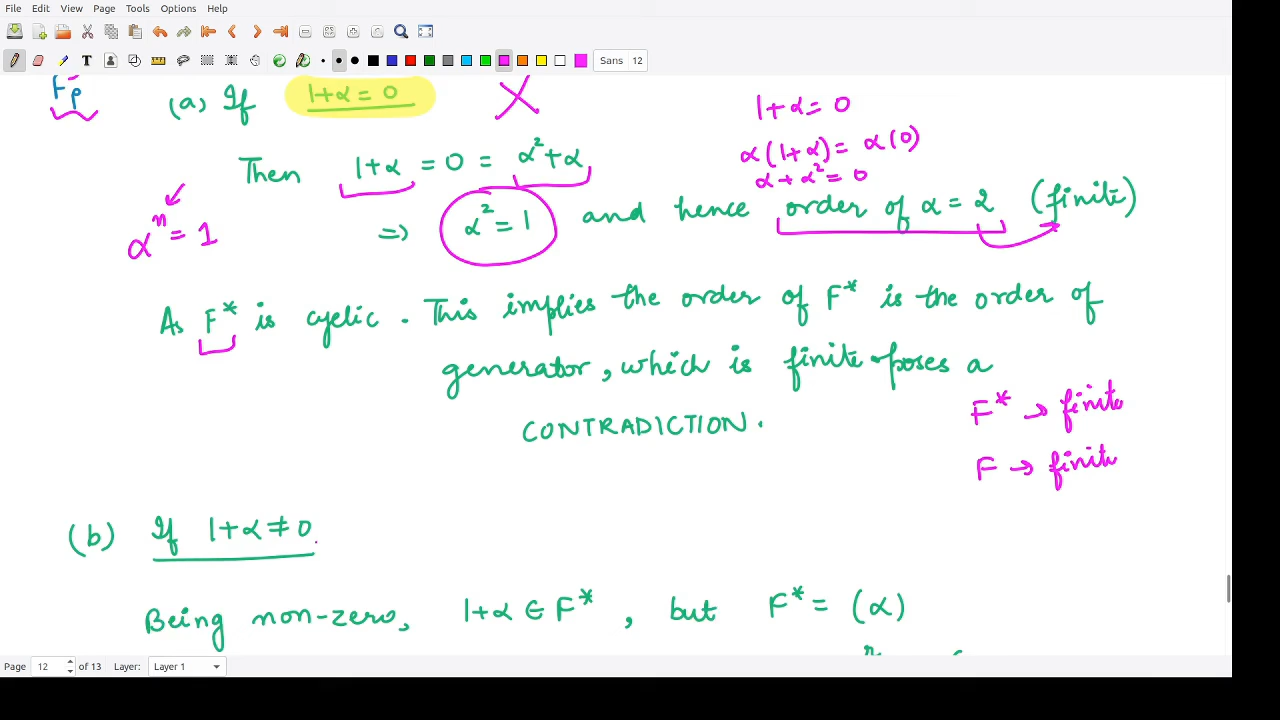 File Edit View Page Tools Options Help
Sans 12
Fp
(a) If 1+α = 0
1+α = 0
α(1+α) = α(0)
α + α² = 0
Then 1+α = 0 = α²+α
αⁿ = 1
⇒ α² = 1 and hence order of α = 2 (finite)
As F* is cyclic. This implies the order of F* is the order of
generator, which is finite poses a
CONTRADICTION.
F* → finite
F → finite
(b) If 1+α ≠ 0
Being non-zero, 1+α ∈ F*, but F* = (α)
Page 12 of 13 Layer: Layer 1